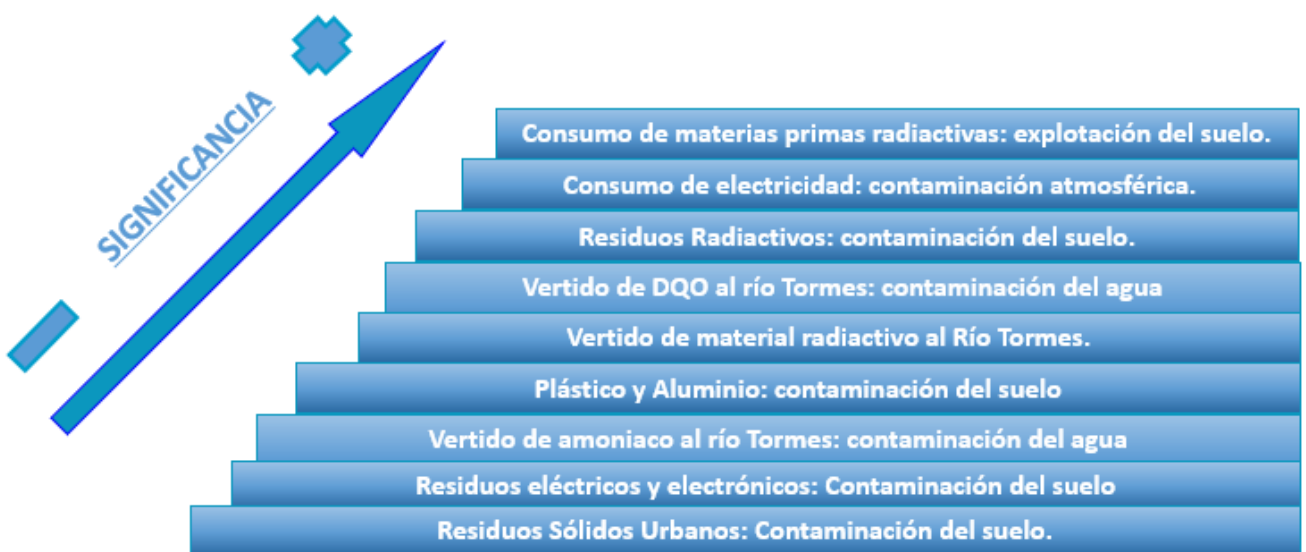 SIGNIFICANCIA
Consumo de materias primas radiactivas: explotación del suelo.
Consumo de electricidad: contaminación atmosférica.
Residuos Radiactivos: contaminación del suelo.
Vertido de DQO al río Tormes: contaminación del agua
Vertido de material radiactivo al Río Tormes.
Plástico y Aluminio: contaminación del suelo
Vertido de amoniaco al río Tormes: contaminación del agua
Residuos eléctricos y electrónicos: Contaminación del suelo
Residuos Sólidos Urbanos: Contaminación del suelo.